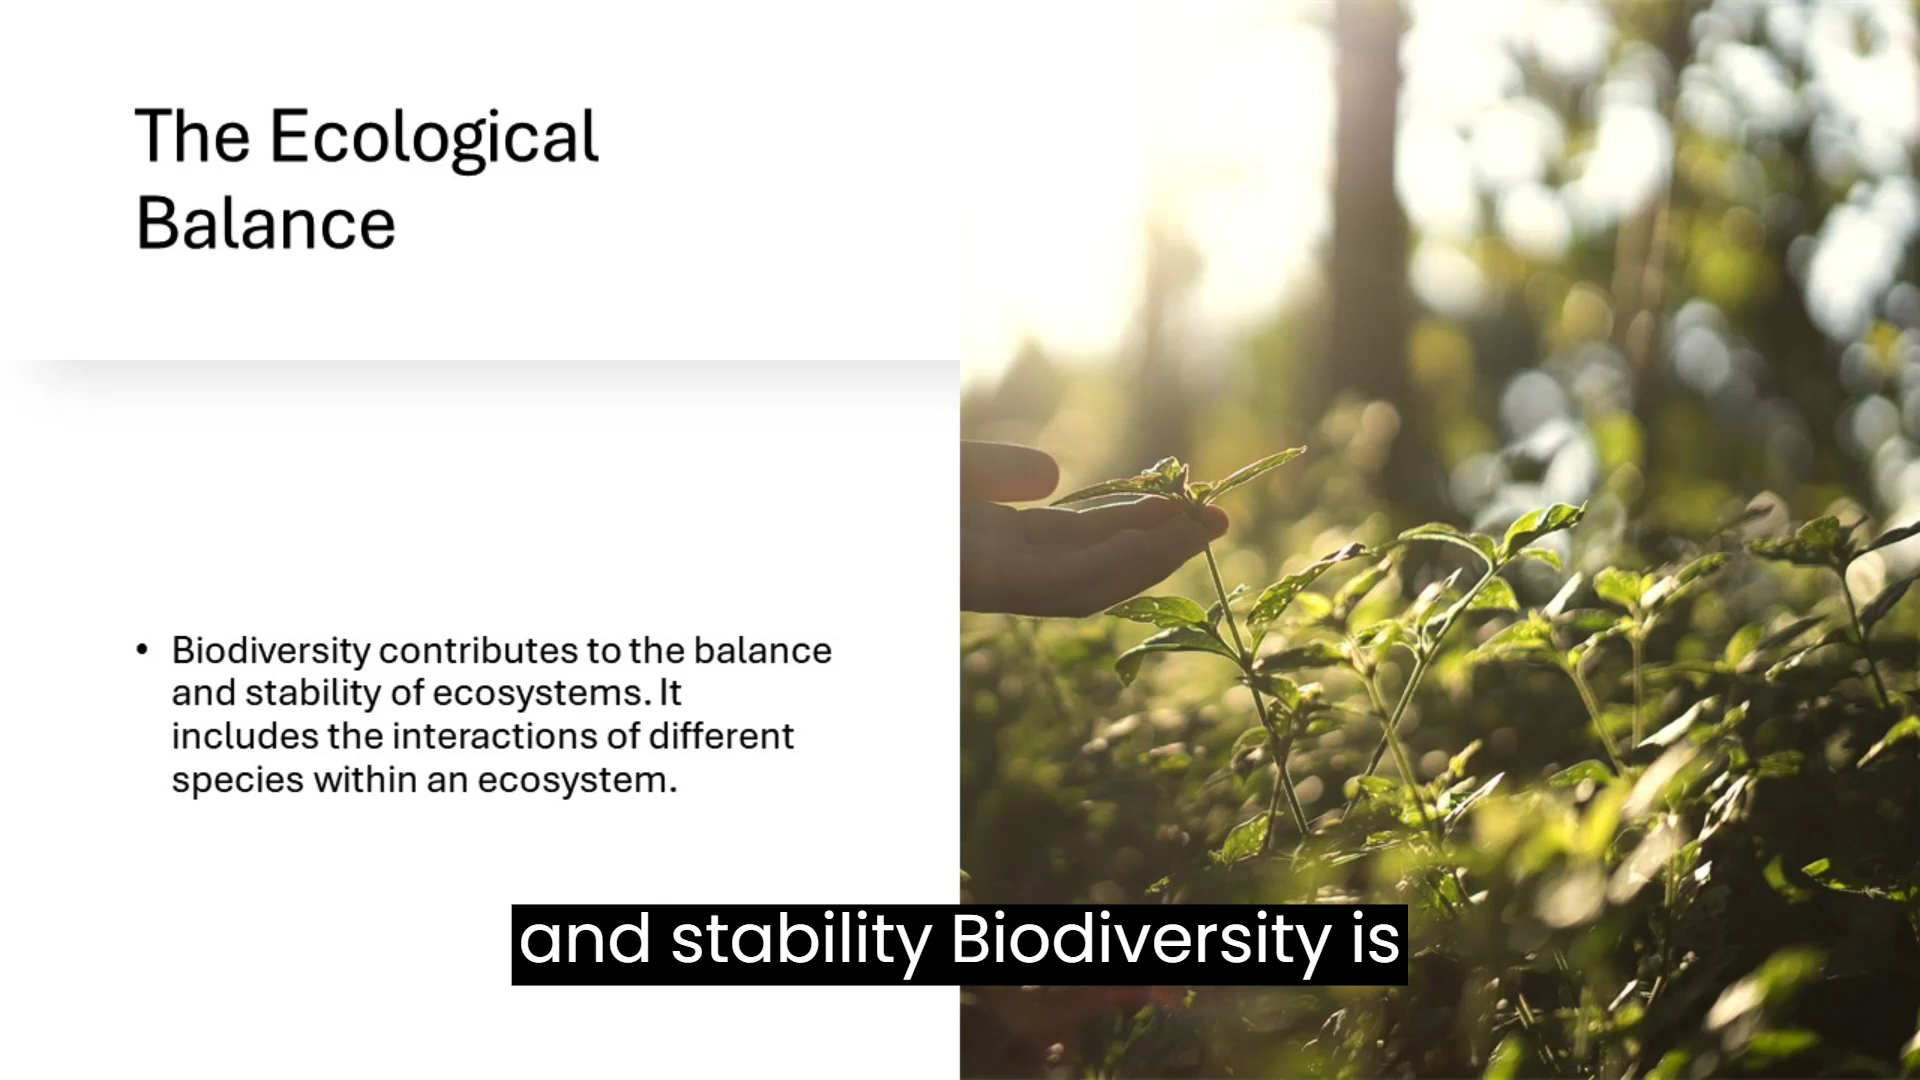 The Ecological
Balance
• Biodiversity contributes to the balance
and stability of ecosystems. It
includes the interactions of different
species within an ecosystem.
and stability Biodiversity is